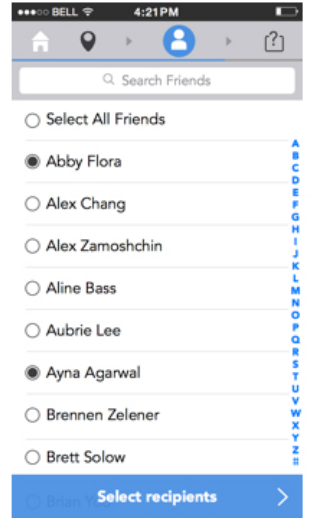 BELL 4:21PM
[?]
Search Friends
Select All Friends
Abby Flora
Alex Chang
Alex Zamoshchin
Aline Bass
Aubrie Lee
Ayna Agarwal
Brennen Zelener
Brett Solow
A
B
C
D
E
F
G
H
I
J
K
L
M
N
O
P
Q
R
S
T
U
V
W
X
Y
Z
#
Select recipients